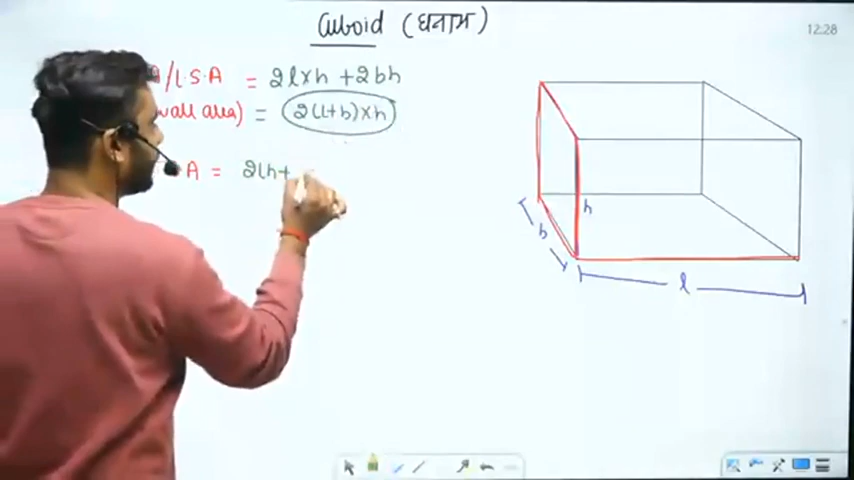 Cuboid (घनाभ)
12:28
A/L.S.A = 2l×h + 2bh
wall area) = 2(l+b)×h
A = 2lh+
h
b
l